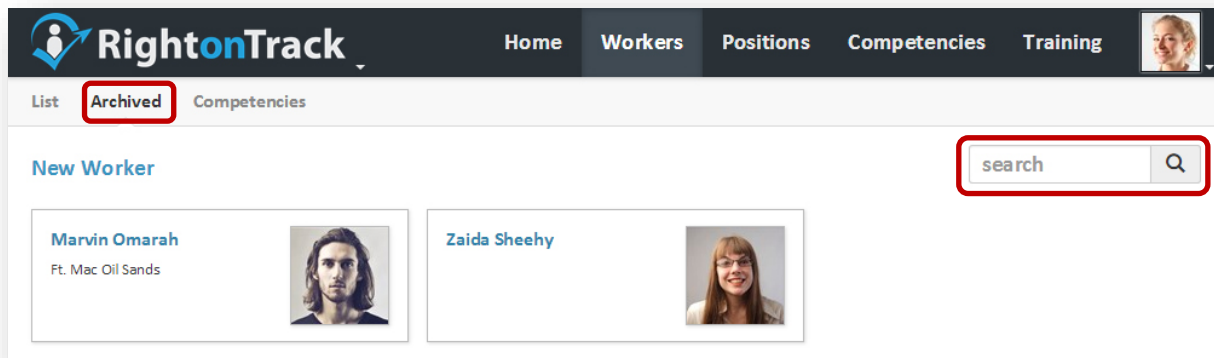 RightonTrack Home Workers Positions Competencies Training
List Archived Competencies
New Worker search
Marvin Omarah Zaida Sheehy
Ft. Mac Oil Sands